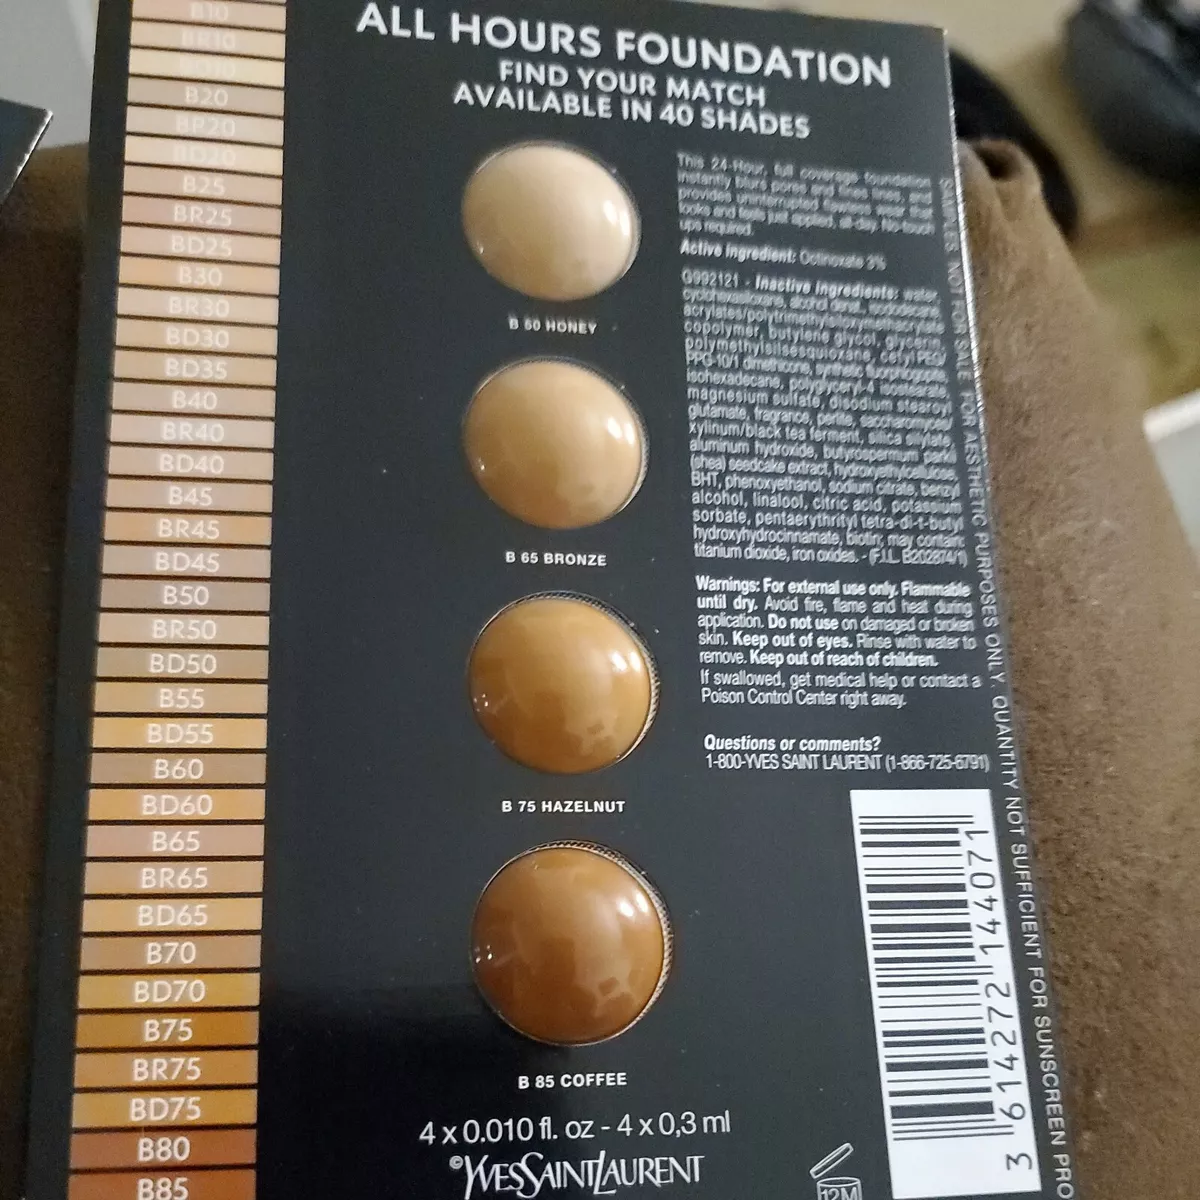 ALL HOURS FOUNDATION
FIND YOUR MATCH
AVAILABLE IN 40 SHADES
B10
BR10
B20
BR20
BD20
B25
BR25
BD25
B30
BR30
BD30
BD35
B40
BR40
BD40
B45
BR45
BD45
B50
BR50
BD50
B55
BD55
B60
BD60
B65
BR65
BD65
B70
BD70
B75
BR75
BD75
B80
B85
B 50 HONEY
B 65 BRONZE
B 75 HAZELNUT
B 85 COFFEE
4 x 0.010 fl. oz - 4 x 0,3 ml
©YVESSAINTLAURENT
This 24-Hour, full coverage foundation
instantly blurs pores and fine lines, and
provides uninterrupted flawless wear that
looks and feels just applied, all-day. No touch
ups required.
Active ingredient: Octinoxate 3%
G992121 - Inactive ingredients: water,
cyclohexasiloxane, alcohol denat., isododecane,
acrylates/polytrimethylsiloxymethacrylate
copolymer, butylene glycol, glycerin,
polymethylsilsesquioxane, cetyl PEG/
PPG-10/1 dimethicone, synthetic fluorphlogopite,
isohexadecane, polyglyceryl-4 isostearate,
magnesium sulfate, disodium stearoyl
glutamate, fragrance, perlite, saccharomyces/
xylinum/black tea ferment, silica silylate,
aluminum hydroxide, butyrospermum parkii
(shea) seedcake extract, hydroxyethylcellulose,
BHT, phenoxyethanol, sodium citrate, benzyl
alcohol, linalool, citric acid, potassium
sorbate, pentaerythrityl tetra-di-t-butyl
hydroxyhydrocinnamate, biotin; may contain:
titanium dioxide, iron oxides. - (F.I.L. B202874/1)
Warnings: For external use only. Flammable
until dry. Avoid fire, flame and heat during
application. Do not use on damaged or broken
skin. Keep out of eyes. Rinse with water to
remove. Keep out of reach of children.
If swallowed, get medical help or contact a
Poison Control Center right away.
Questions or comments?
1-800-YVES SAINT LAURENT (1-866-725-6791)
SAMPLES. NOT FOR SALE. FOR AESTHETIC PURPOSES ONLY. QUANTITY NOT SUFFICIENT FOR SUNSCREEN PRO
3 614272 144071
12M